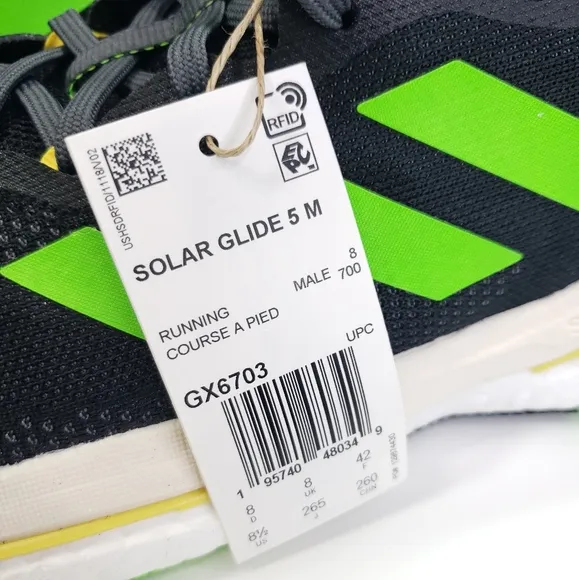 RFID
EPC
USHSDRFID/1118/V02
SOLAR GLIDE 5 M
RUNNING
COURSE A PIED
MALE 8
700
GX6703
UPC
1 95740 48034 9
8 8 42
D UK F
8½ 265 260
US J CHN